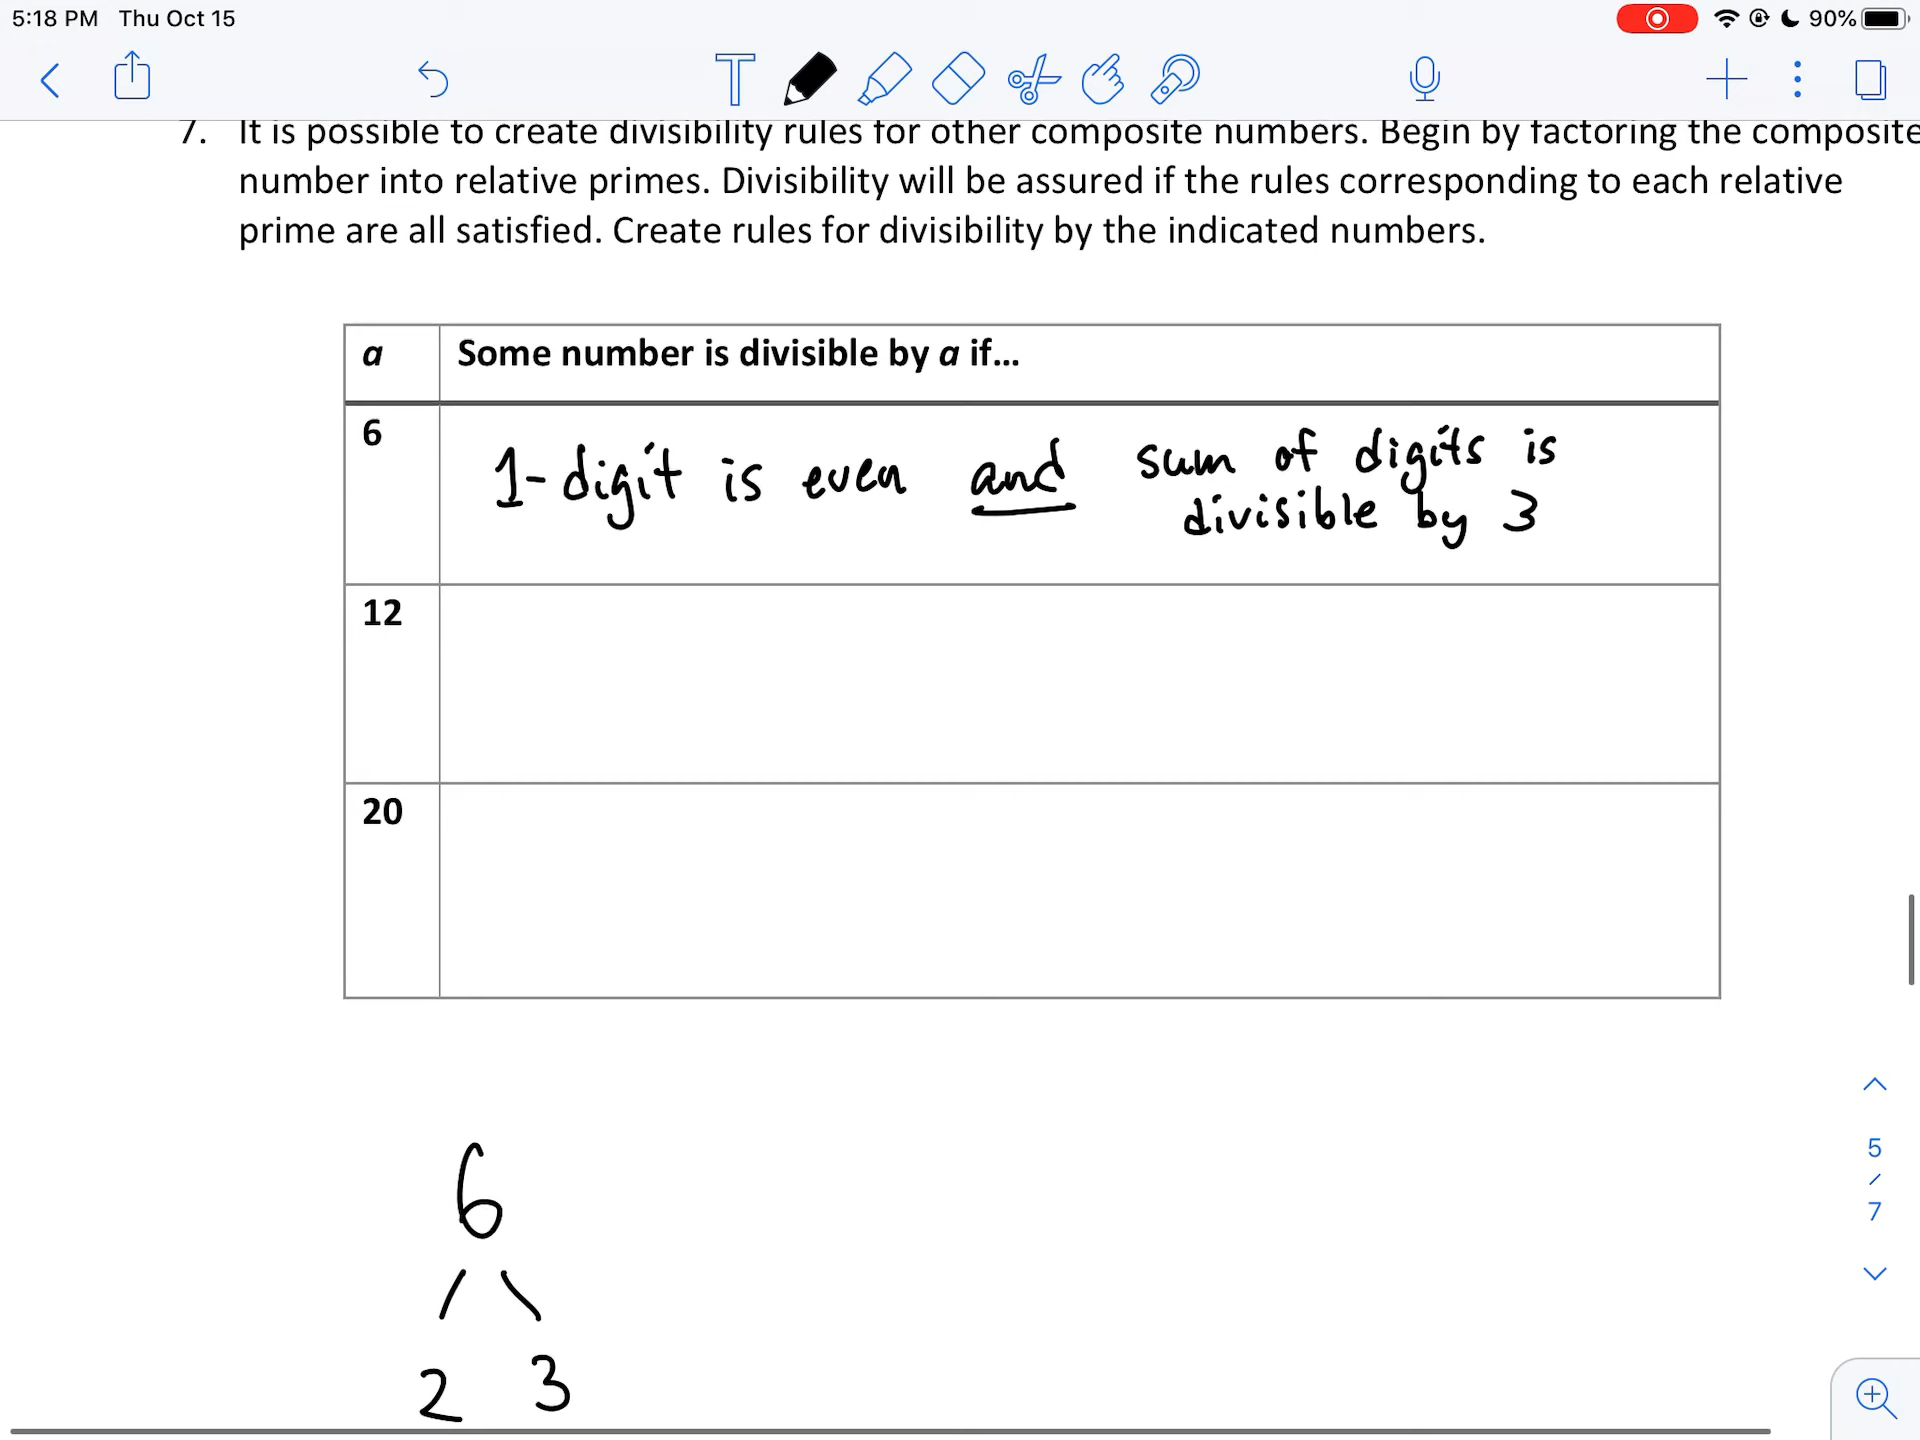 5:18 PM Thu Oct 15
90%
7. It is possible to create divisibility rules for other composite numbers. Begin by factoring the composite
number into relative primes. Divisibility will be assured if the rules corresponding to each relative
prime are all satisfied. Create rules for divisibility by the indicated numbers.
a Some number is divisible by a if...
6 1-digit is even and sum of digits is
divisible by 3
12
20
5
/
7
6
2 3